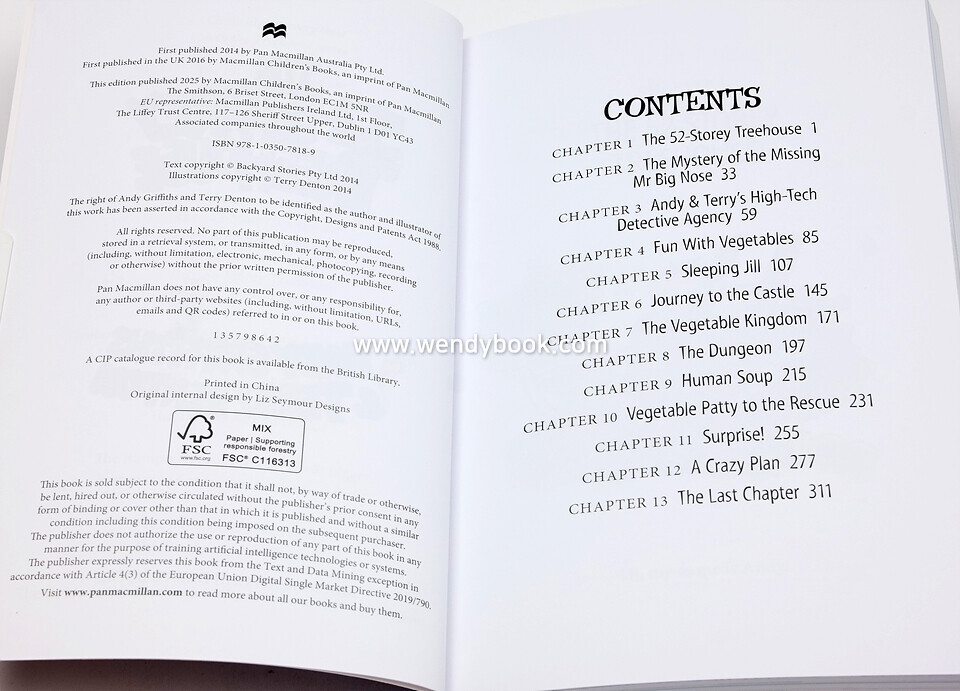 First published 2014 by Pan Macmillan Australia Pty Ltd.
First published in the UK 2016 by Macmillan Children's Books, an imprint of Pan Macmillan
This edition published 2025 by Macmillan Children's Books, an imprint of Pan Macmillan
The Smithson, 6 Briset Street, London EC1M 5NR
EU representative: Macmillan Publishers Ireland Ltd, 1st Floor,
The Liffey Trust Centre, 117–126 Sheriff Street Upper, Dublin 1 D01 YC43
Associated companies throughout the world
ISBN 978-1-0350-7818-9
Text copyright © Backyard Stories Pty Ltd 2014
Illustrations copyright © Terry Denton 2014
The right of Andy Griffiths and Terry Denton to be identified as the author and illustrator of
this work has been asserted in accordance with the Copyright, Designs and Patents Act 1988.
All rights reserved. No part of this publication may be reproduced,
stored in a retrieval system, or transmitted, in any form, or by any means
(including, without limitation, electronic, mechanical, photocopying, recording
or otherwise) without the prior written permission of the publisher.
Pan Macmillan does not have any control over, or any responsibility for,
any author or third-party websites (including, without limitation, URLs,
emails and QR codes) referred to in or on this book.
1 3 5 7 9 8 6 4 2
A CIP catalogue record for this book is available from the British Library.
Printed in China
Original internal design by Liz Seymour Designs
FSC®
www.fsc.org
MIX
Paper | Supporting
responsible forestry
FSC® C116313
This book is sold subject to the condition that it shall not, by way of trade or otherwise,
be lent, hired out, or otherwise circulated without the publisher's prior consent in any
form of binding or cover other than that in which it is published and without a similar
condition including this condition being imposed on the subsequent purchaser.
The publisher does not authorize the use or reproduction of any part of this book in any
manner for the purpose of training artificial intelligence technologies or systems.
The publisher expressly reserves this book from the Text and Data Mining exception in
accordance with Article 4(3) of the European Union Digital Single Market Directive 2019/790.
Visit www.panmacmillan.com to read more about all our books and buy them.
CONTENTS
CHAPTER 1 The 52-Storey Treehouse 1
CHAPTER 2 The Mystery of the Missing
Mr Big Nose 33
CHAPTER 3 Andy & Terry's High-Tech
Detective Agency 59
CHAPTER 4 Fun With Vegetables 85
CHAPTER 5 Sleeping Jill 107
CHAPTER 6 Journey to the Castle 145
CHAPTER 7 The Vegetable Kingdom 171
CHAPTER 8 The Dungeon 197
CHAPTER 9 Human Soup 215
CHAPTER 10 Vegetable Patty to the Rescue 231
CHAPTER 11 Surprise! 255
CHAPTER 12 A Crazy Plan 277
CHAPTER 13 The Last Chapter 311
www.wendybook.com